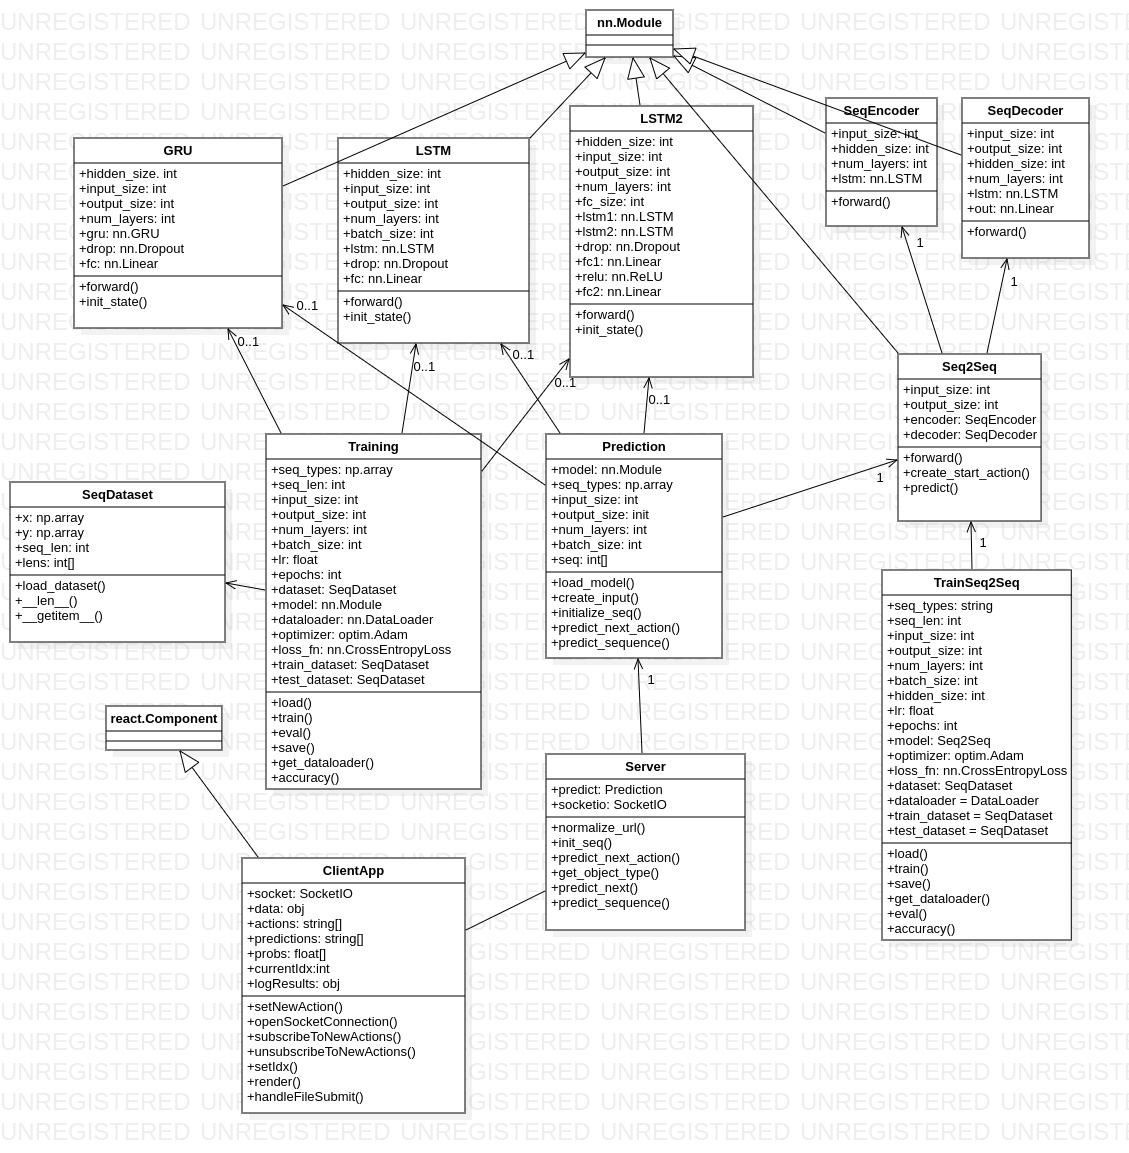 nn.Module
GRU
+hidden_size. int
+input_size: int
+output_size: int
+num_layers: int
+gru: nn.GRU
+drop: nn.Dropout
+fc: nn.Linear
+forward()
+init_state()
LSTM
+hidden_size: int
+input_size: int
+output_size: int
+num_layers: int
+batch_size: int
+lstm: nn.LSTM
+drop: nn.Dropout
+fc: nn.Linear
+forward()
+init_state()
LSTM2
+hidden_size: int
+input_size: int
+output_size: int
+num_layers: int
+fc_size: int
+lstm1: nn.LSTM
+lstm2: nn.LSTM
+drop: nn.Dropout
+fc1: nn.Linear
+relu: nn.ReLU
+fc2: nn.Linear
+forward()
+init_state()
SeqEncoder
+input_size: int
+hidden_size: int
+num_layers: int
+lstm: nn.LSTM
+forward()
SeqDecoder
+input_size: int
+output_size: int
+hidden_size: int
+num_layers: int
+lstm: nn.LSTM
+out: nn.Linear
+forward()
1
1
0..1
0..1
0..1
0..1
0..1
0..1
Seq2Seq
+input_size: int
+output_size: int
+encoder: SeqEncoder
+decoder: SeqDecoder
+forward()
+create_start_action()
+predict()
1
1
SeqDataset
+x: np.array
+y: np.array
+seq_len: int
+lens: int[]
+load_dataset()
+__len__()
+__getitem__()
Training
+seq_types: np.array
+seq_len: int
+input_size: int
+output_size: int
+num_layers: int
+batch_size: int
+lr: float
+epochs: int
+dataset: SeqDataset
+model: nn.Module
+dataloader: nn.DataLoader
+optimizer: optim.Adam
+loss_fn: nn.CrossEntropyLoss
+train_dataset: SeqDataset
+test_dataset: SeqDataset
+load()
+train()
+eval()
+save()
+get_dataloader()
+accuracy()
Prediction
+model: nn.Module
+seq_types: np.array
+input_size: int
+output_size: init
+num_layers: int
+batch_size: int
+seq: int[]
+load_model()
+create_input()
+initialize_seq()
+predict_next_action()
+predict_sequence()
1
TrainSeq2Seq
+seq_types: string
+seq_len: int
+input_size: int
+output_size: int
+num_layers: int
+batch_size: int
+hidden_size: int
+lr: float
+epochs: int
+model: Seq2Seq
+optimizer: optim.Adam
+loss_fn: nn.CrossEntropyLoss
+dataset: SeqDataset
+dataloader = DataLoader
+train_dataset = SeqDataset
+test_dataset = SeqDataset
+load()
+train()
+save()
+get_dataloader()
+eval()
+accuracy()
react.Component
Server
+predict: Prediction
+socketio: SocketIO
+normalize_url()
+init_seq()
+predict_next_action()
+get_object_type()
+predict_next()
+predict_sequence()
ClientApp
+socket: SocketIO
+data: obj
+actions: string[]
+predictions: string[]
+probs: float[]
+currentIdx:int
+logResults: obj
+setNewAction()
+openSocketConnection()
+subscribeToNewActions()
+unsubscribeToNewActions()
+setIdx()
+render()
+handleFileSubmit()